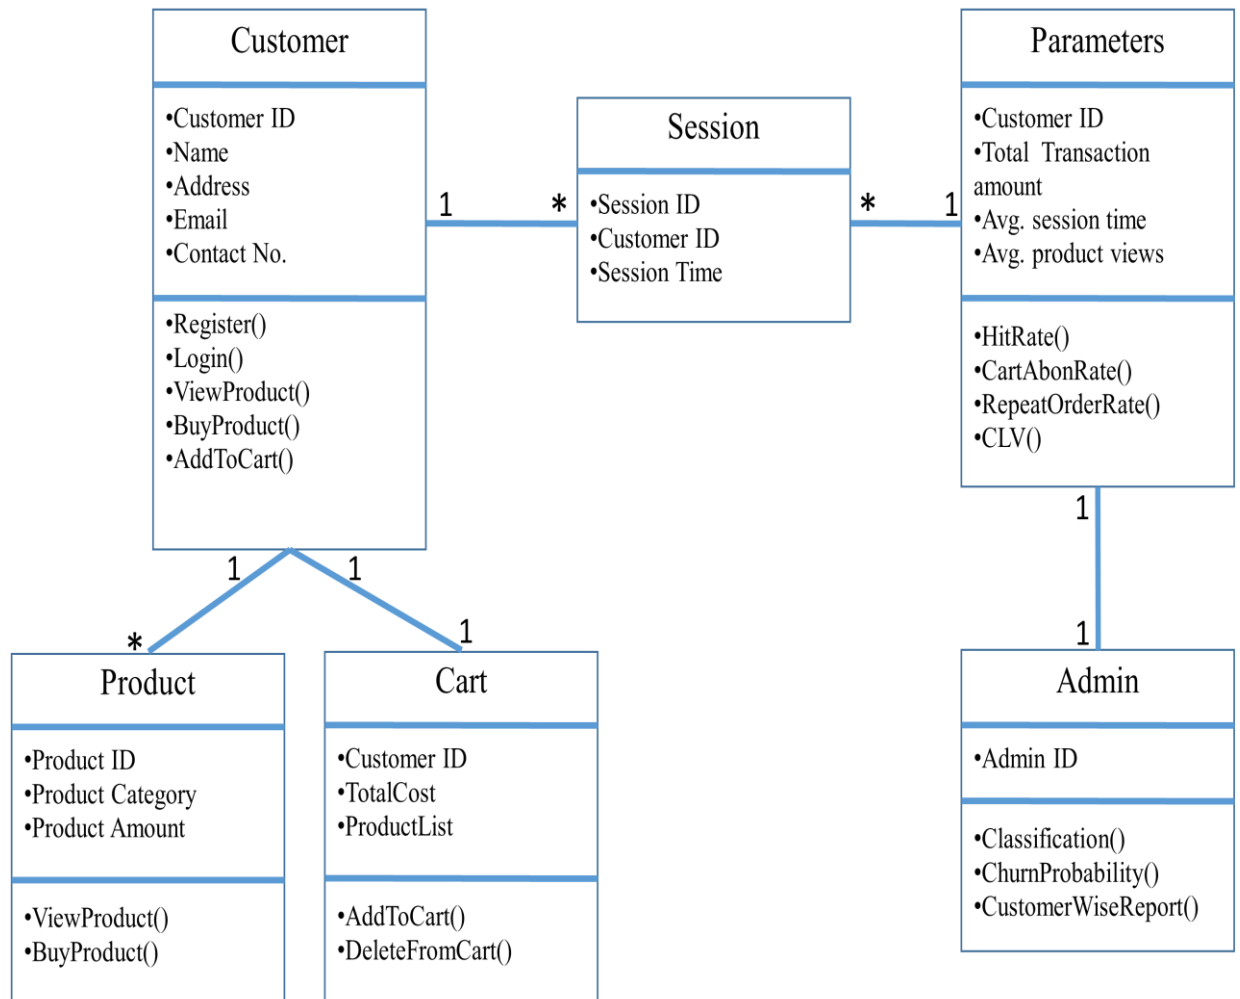 Customer
•Customer ID
•Name
•Address
•Email
•Contact No.
•Register()
•Login()
•ViewProduct()
•BuyProduct()
•AddToCart()
1
*
Session
•Session ID
•Customer ID
•Session Time
*
1
Parameters
•Customer ID
•Total Transaction
amount
•Avg. session time
•Avg. product views
•HitRate()
•CartAbonRate()
•RepeatOrderRate()
•CLV()
1
1
1
*
1
1
Product
•Product ID
•Product Category
•Product Amount
•ViewProduct()
•BuyProduct()
Cart
•Customer ID
•TotalCost
•ProductList
•AddToCart()
•DeleteFromCart()
Admin
•Admin ID
•Classification()
•ChurnProbability()
•CustomerWiseReport()